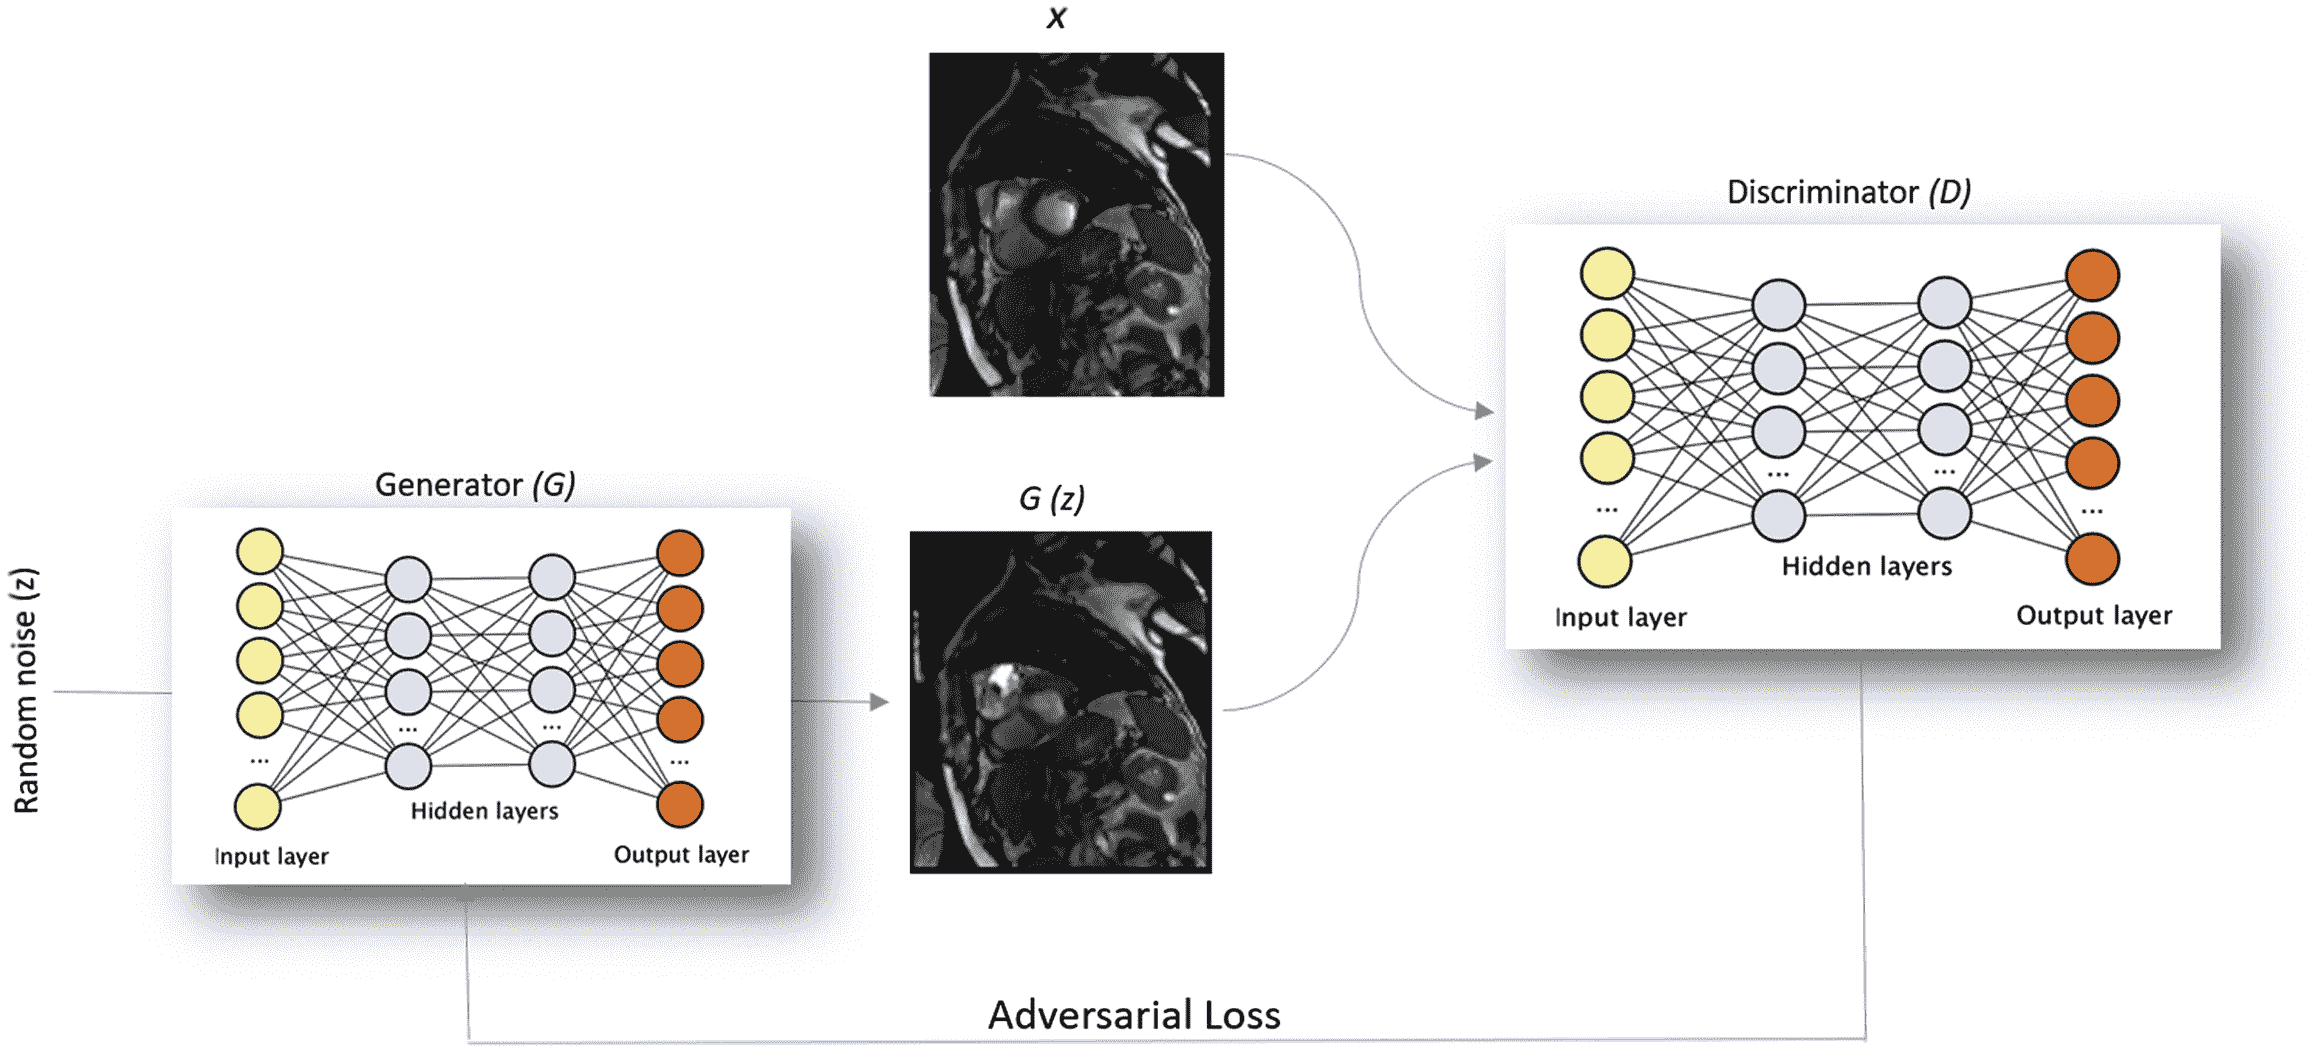 x
Discriminator (D)
...
...
...
...
Hidden layers
Input layer
Output layer
Generator (G)
G (z)
Random noise (z)
...
...
...
...
Hidden layers
Input layer
Output layer
Adversarial Loss